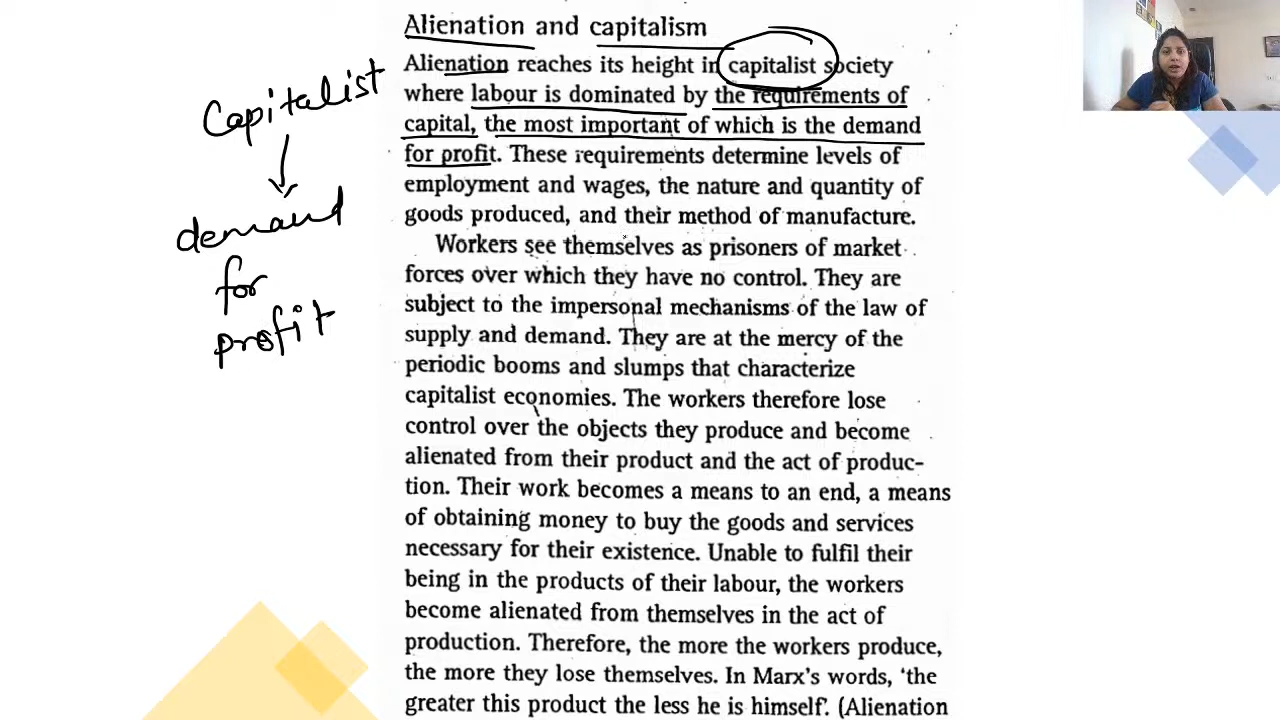 Alienation and capitalism
Alienation reaches its height in capitalist society
where labour is dominated by the requirements of
capital, the most important of which is the demand
for profit. These requirements determine levels of
employment and wages, the nature and quantity of
goods produced, and their method of manufacture.
Workers see themselves as prisoners of market
forces over which they have no control. They are
subject to the impersonal mechanisms of the law of
supply and demand. They are at the mercy of the
periodic booms and slumps that characterize
capitalist economies. The workers therefore lose
control over the objects they produce and become
alienated from their product and the act of produc-
tion. Their work becomes a means to an end, a means
of obtaining money to buy the goods and services
necessary for their existence. Unable to fulfil their
being in the products of their labour, the workers
become alienated from themselves in the act of
production. Therefore, the more the workers produce,
the more they lose themselves. In Marx's words, 'the
greater this product the less he is himself'. (Alienation
Capitalist
demand
for
profit